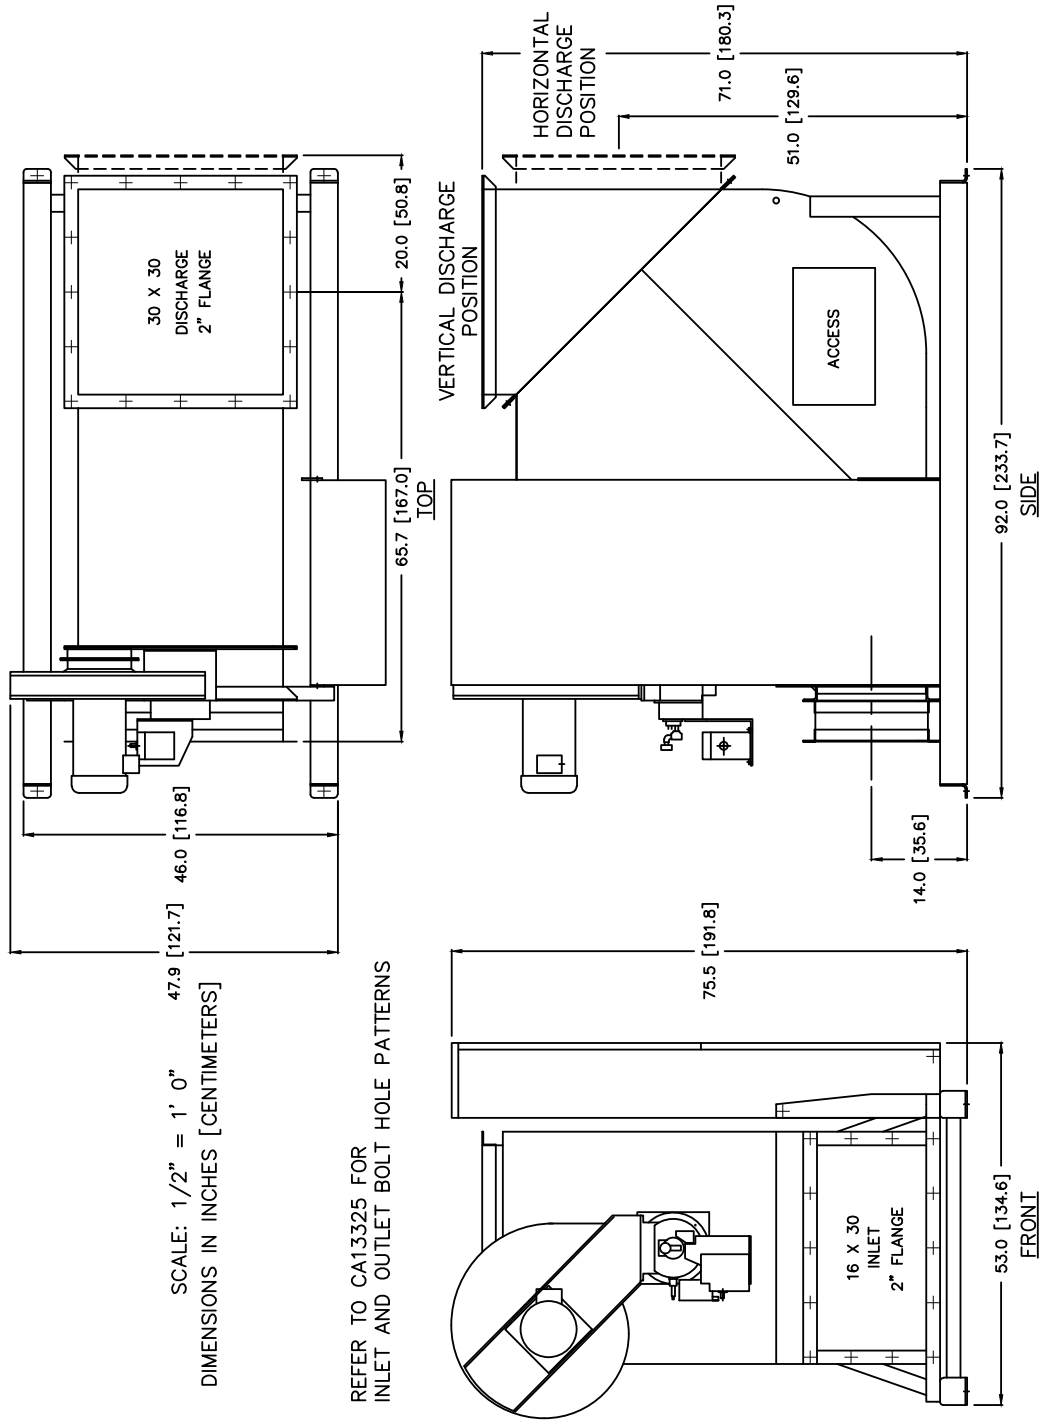 SCALE: 1/2" = 1' 0"
DIMENSIONS IN INCHES [CENTIMETERS]
REFER TO CA13325 FOR
INLET AND OUTLET BOLT HOLE PATTERNS
47.9 [121.7]
46.0 [116.8]
30 X 30
DISCHARGE
2" FLANGE
65.7 [167.0]
20.0 [50.8]
TOP
75.5 [191.8]
16 X 30
INLET
2" FLANGE
53.0 [134.6]
FRONT
VERTICAL DISCHARGE
POSITION
HORIZONTAL
DISCHARGE
POSITION
71.0 [180.3]
51.0 [129.6]
ACCESS
14.0 [35.6]
92.0 [233.7]
SIDE